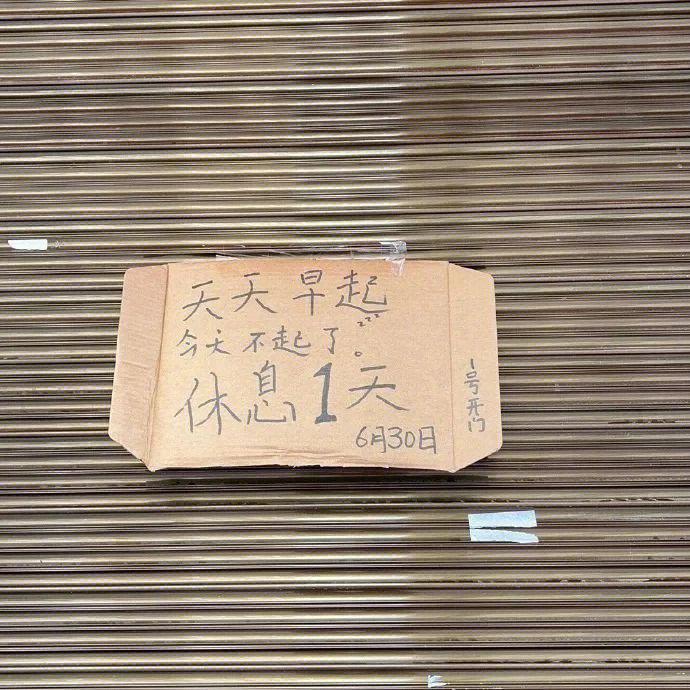 天天早起
zzz
今天不起了。
休息1天
6月30日
1号开门